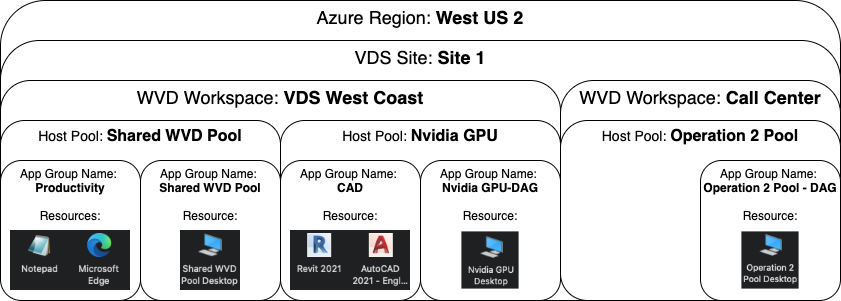 Azure Region: West US 2
VDS Site: Site 1
WVD Workspace: VDS West Coast
WVD Workspace: Call Center
Host Pool: Shared WVD Pool
Host Pool: Nvidia GPU
Host Pool: Operation 2 Pool
App Group Name:
Productivity
Resources:
Notepad
Microsoft
Edge
App Group Name:
Shared WVD Pool
Resource:
Shared WVD
Pool Desktop
App Group Name:
CAD
Resources:
R
Revit 2021
A
AutoCAD
2021 - Engl...
App Group Name:
Nvidia GPU-DAG
Resource:
Nvidia GPU
Desktop
App Group Name:
Operation 2 Pool - DAG
Resource:
Operation 2
Pool Desktop